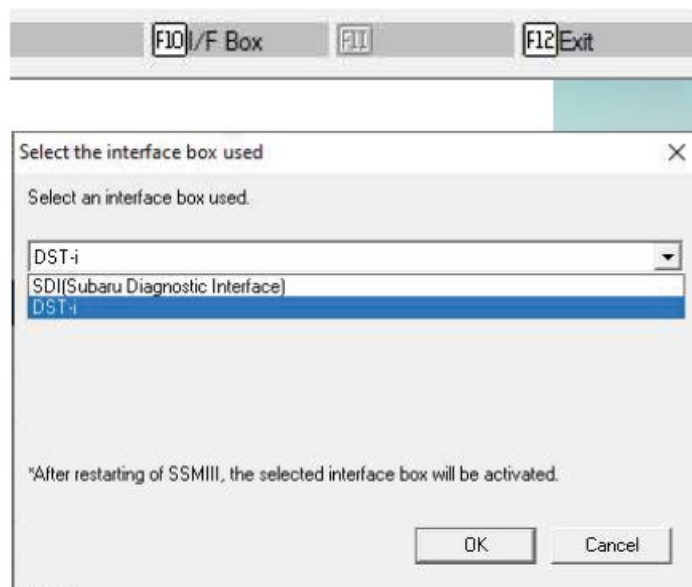 F10 I/F Box F11 F12 Exit
Select the interface box used
Select an interface box used.
DST-i
SDI(Subaru Diagnostic Interface)
DST-i
*After restarting of SSMIII, the selected interface box will be activated.
OK Cancel